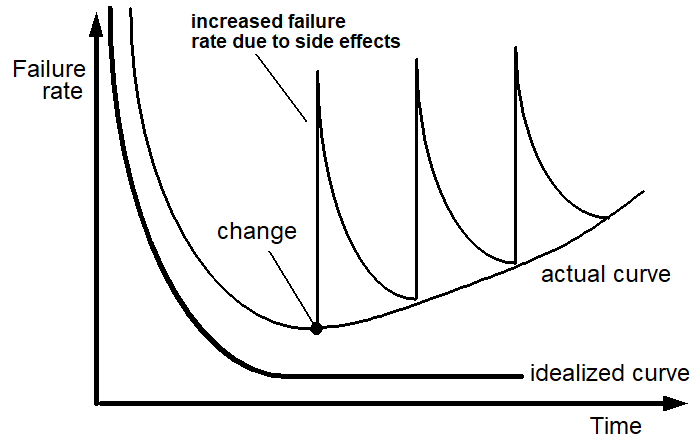 increased failure
rate due to side effects
Failure
rate
change
actual curve
idealized curve
Time